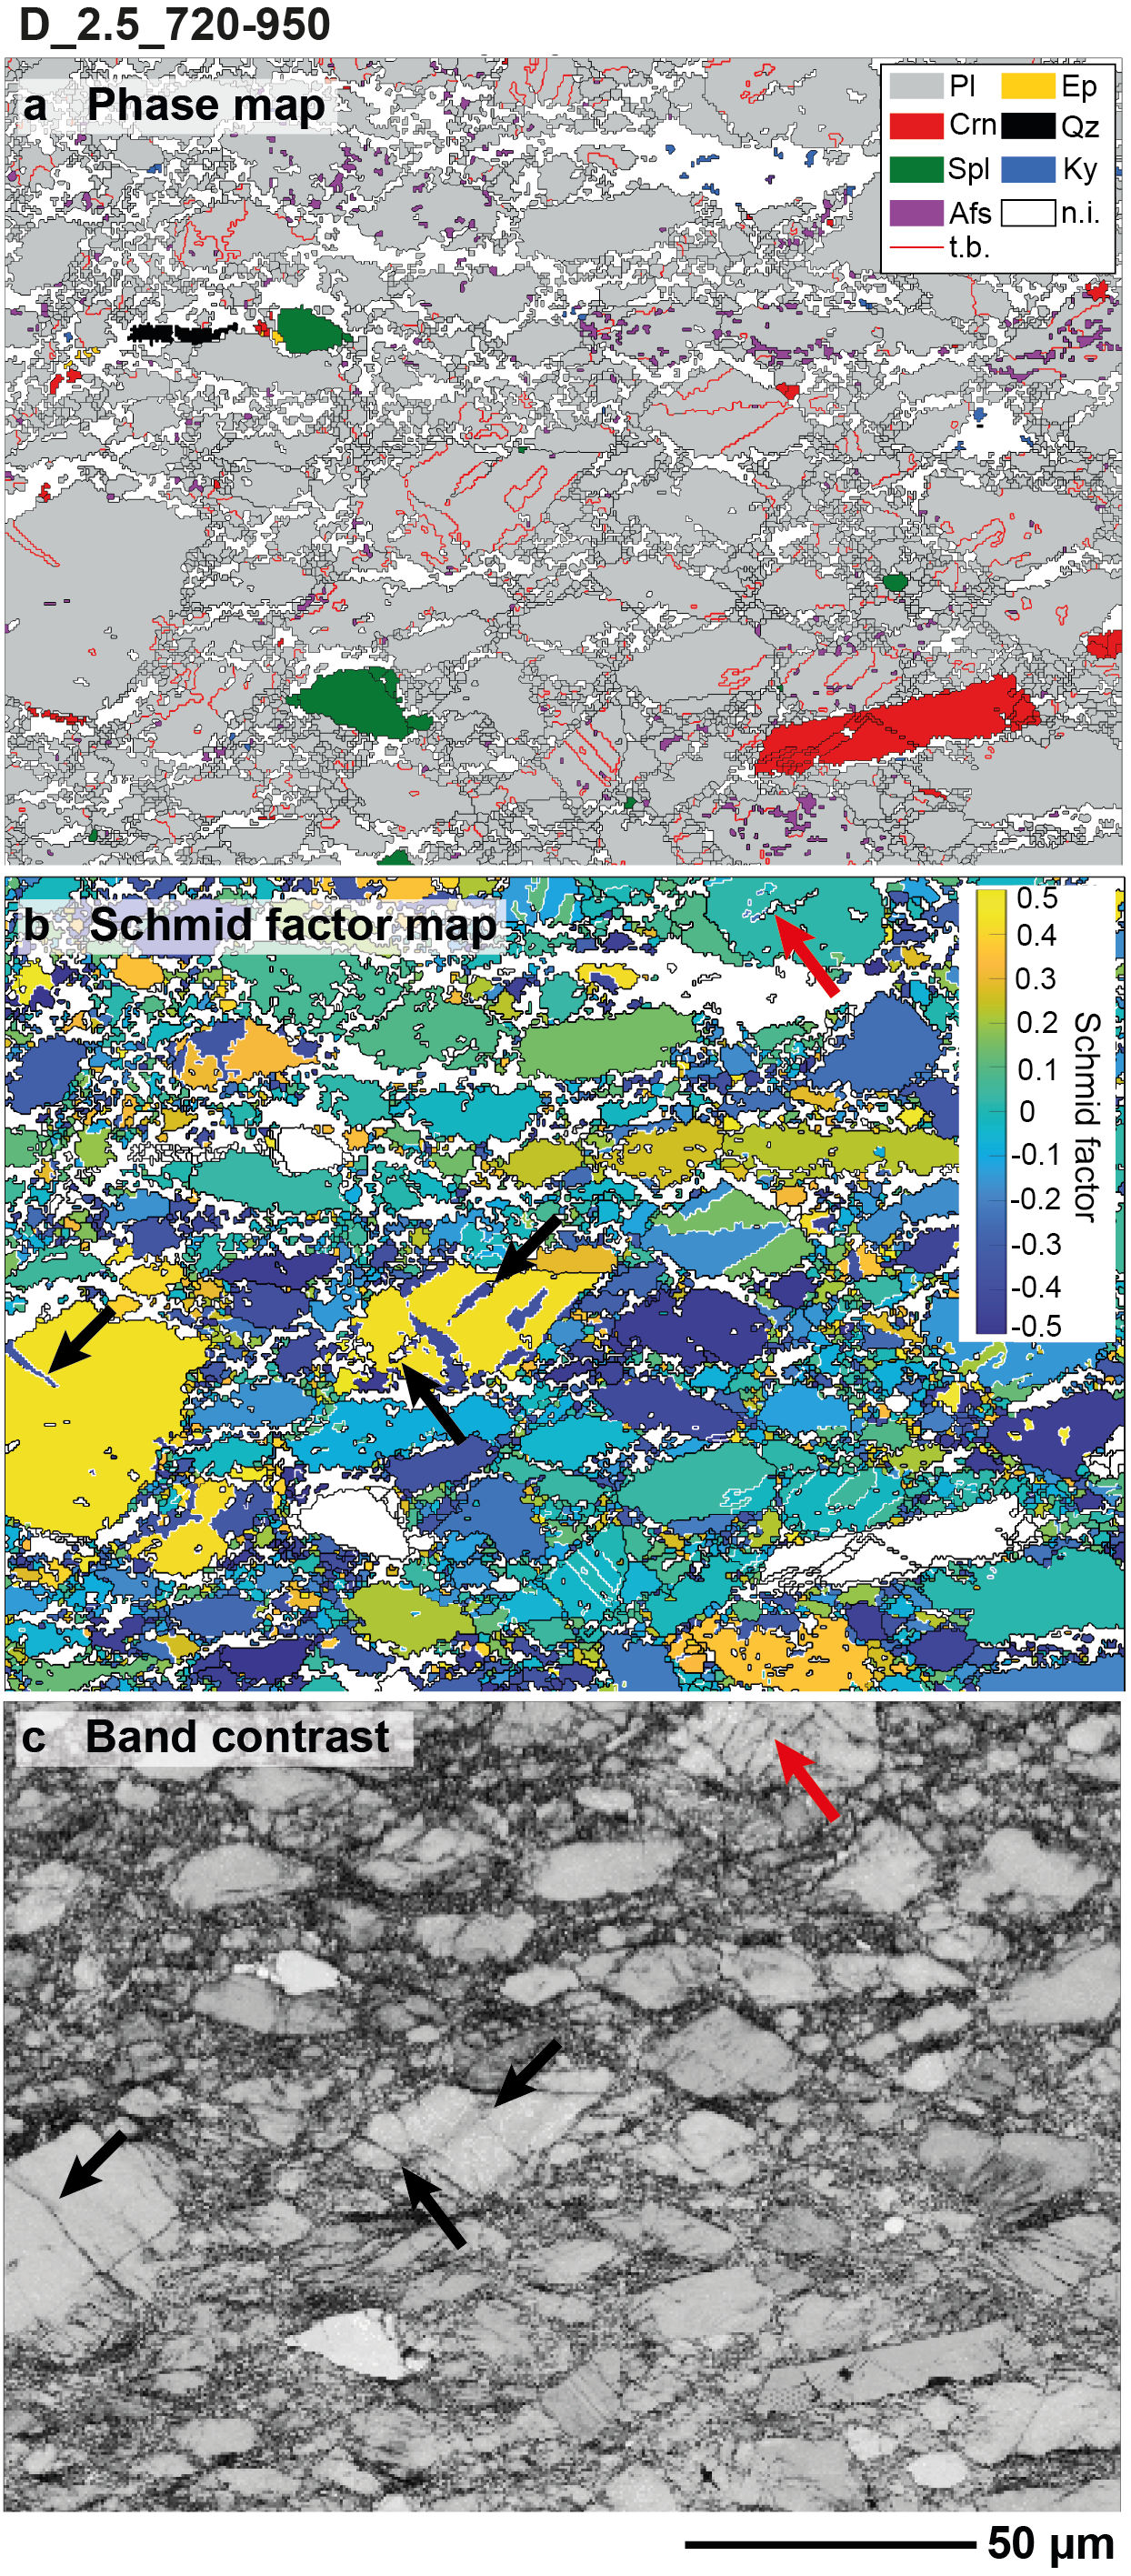 D_2.5_720-950
a Phase map
Pl Ep
Crn Qz
Spl Ky
Afs n.i.
t.b.
b Schmid factor map
0.5
0.4
0.3
0.2
0.1
0
-0.1
-0.2
-0.3
-0.4
-0.5
Schmid factor
c Band contrast
50 µm